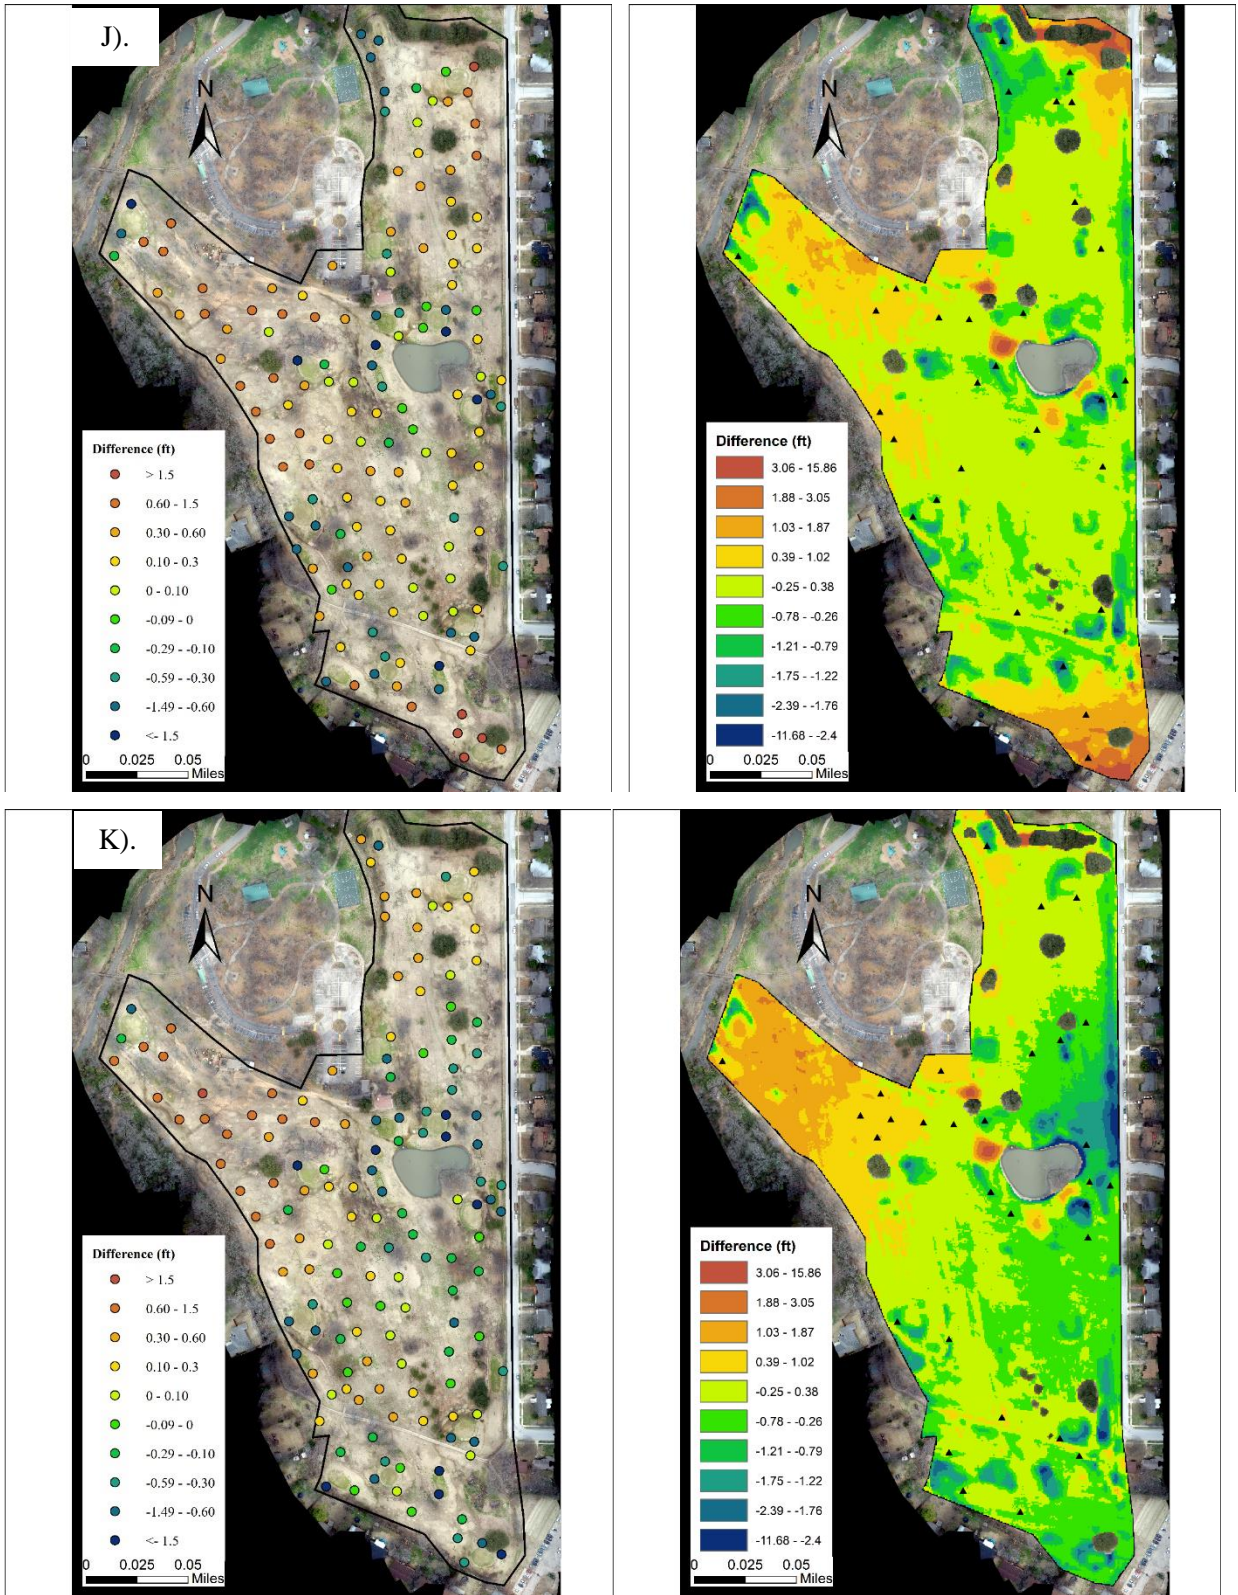 J).
N
Difference (ft)
> 1.5
0.60 - 1.5
0.30 - 0.60
0.10 - 0.3
0 - 0.10
-0.09 - 0
-0.29 - -0.10
-0.59 - -0.30
-1.49 - -0.60
<- 1.5
0 0.025 0.05
Miles
Difference (ft)
3.06 - 15.86
1.88 - 3.05
1.03 - 1.87
0.39 - 1.02
-0.25 - 0.38
-0.78 - -0.26
-1.21 - -0.79
-1.75 - -1.22
-2.39 - -1.76
-11.68 - -2.4
0 0.025 0.05
Miles
N
K).
N
Difference (ft)
> 1.5
0.60 - 1.5
0.30 - 0.60
0.10 - 0.3
0 - 0.10
-0.09 - 0
-0.29 - -0.10
-0.59 - -0.30
-1.49 - -0.60
<- 1.5
0 0.025 0.05
Miles
N
Difference (ft)
3.06 - 15.86
1.88 - 3.05
1.03 - 1.87
0.39 - 1.02
-0.25 - 0.38
-0.78 - -0.26
-1.21 - -0.79
-1.75 - -1.22
-2.39 - -1.76
-11.68 - -2.4
0 0.025 0.05
Miles